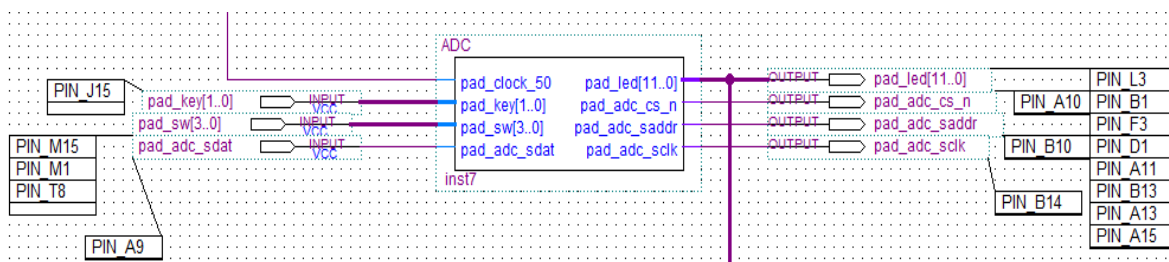 ADC
pad_clock_50 pad_led[11..0]
pad_key[1..0] pad_adc_cs_n
pad_sw[3..0] pad_adc_saddr
pad_adc_sdat pad_adc_sclk
inst7
PIN_J15
pad_key[1..0] INPUT VCC
pad_sw[3..0] INPUT VCC
pad_adc_sdat INPUT VCC
PIN_M15
PIN_M1
PIN_T8
PIN_A9
OUTPUT pad_led[11..0]
OUTPUT pad_adc_cs_n
OUTPUT pad_adc_saddr
OUTPUT pad_adc_sclk
PIN_A10
PIN_B10
PIN_B14
PIN_L3
PIN_B1
PIN_F3
PIN_D1
PIN_A11
PIN_B13
PIN_A13
PIN_A15